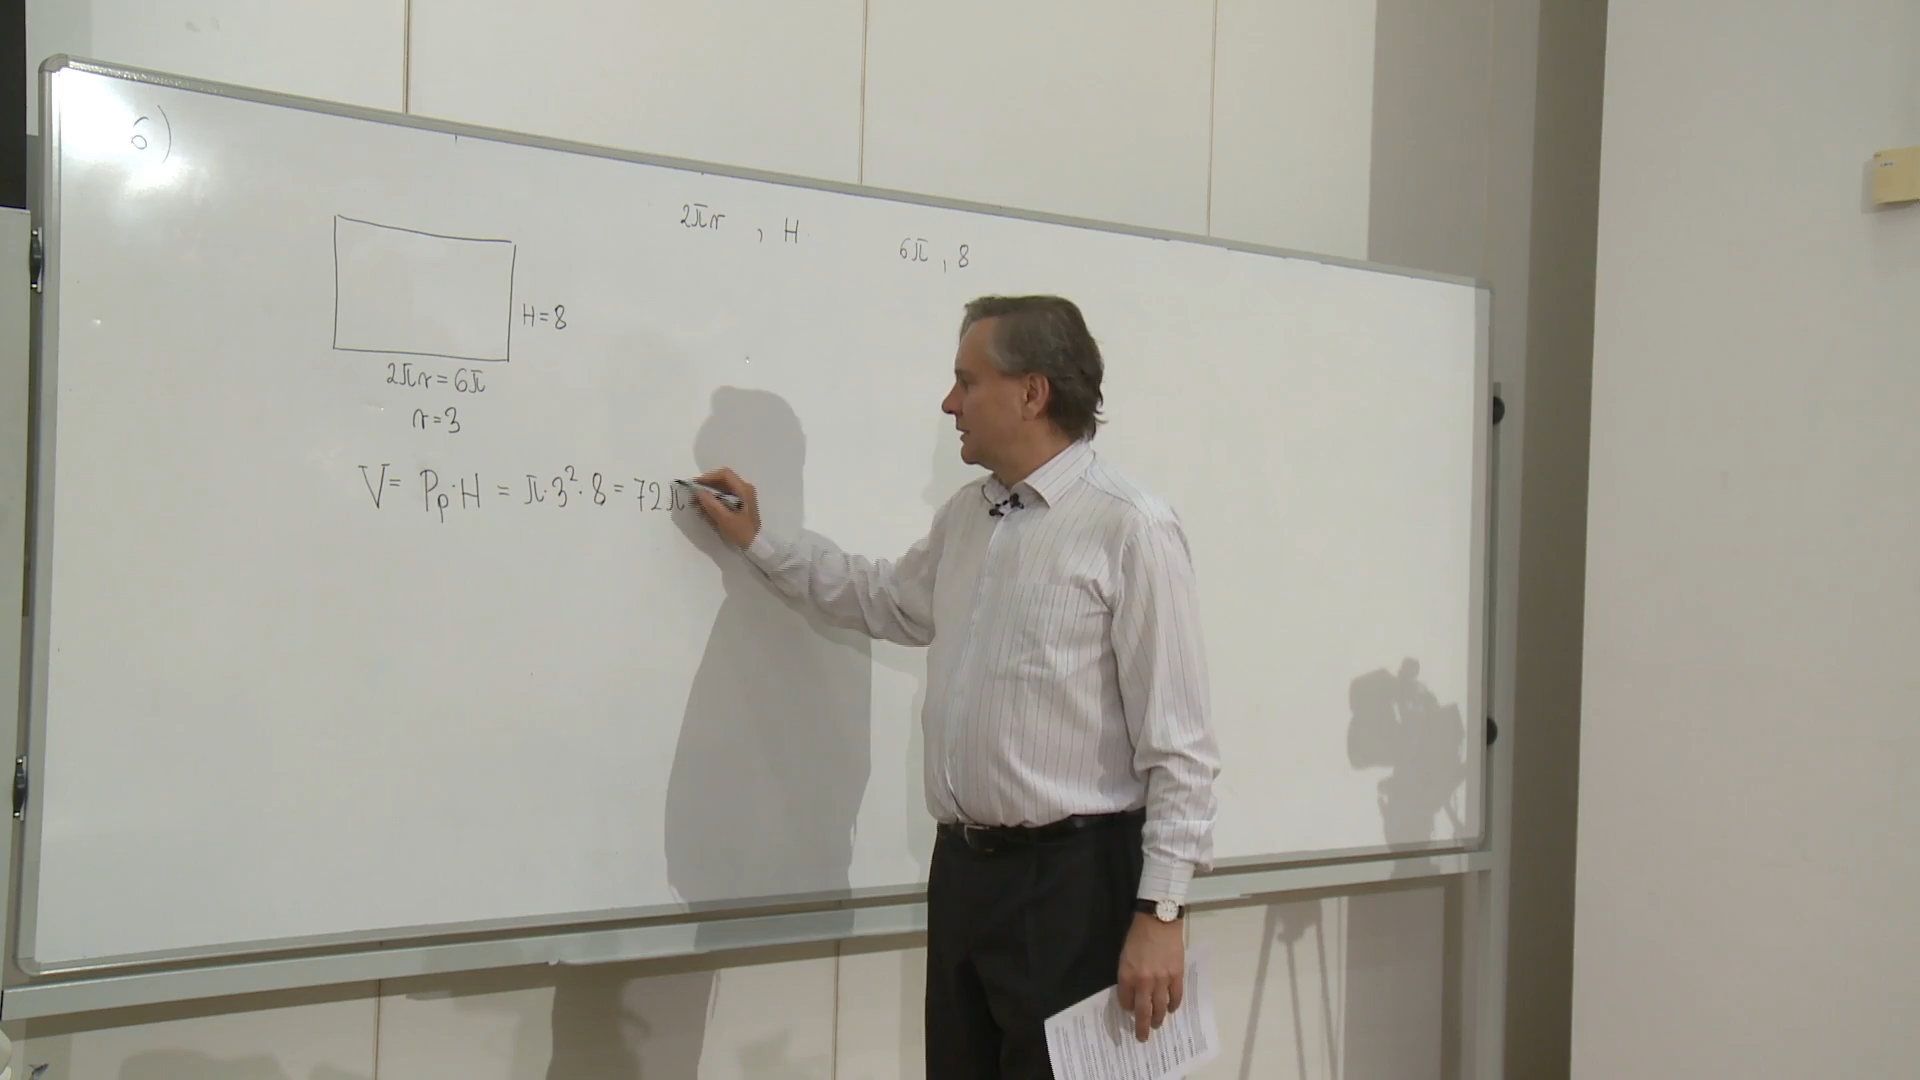 6)
2πr , H
6π , 8
H=8
2πr=6π
r=3
V= Pp·H = π·3²·8=72π